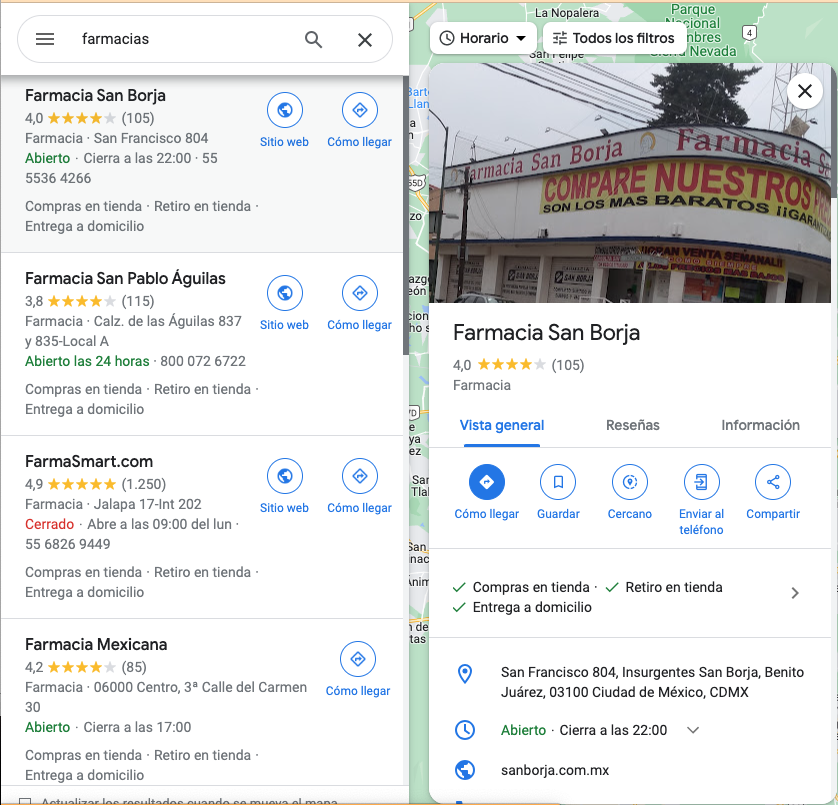 farmacias
Farmacia San Borja
4,0 (105)
Farmacia · San Francisco 804
Abierto · Cierra a las 22:00 · 55
5536 4266
Compras en tienda · Retiro en tienda ·
Entrega a domicilio
Sitio web
Cómo llegar
Farmacia San Pablo Águilas
3,8 (115)
Farmacia · Calz. de las Águilas 837
y 835-Local A
Abierto las 24 horas · 800 072 6722
Compras en tienda · Retiro en tienda ·
Entrega a domicilio
Sitio web
Cómo llegar
FarmaSmart.com
4,9 (1.250)
Farmacia · Jalapa 17-Int 202
Cerrado · Abre a las 09:00 del lun ·
55 6826 9449
Compras en tienda · Retiro en tienda ·
Entrega a domicilio
Sitio web
Cómo llegar
Farmacia Mexicana
4,2 (85)
Farmacia · 06000 Centro, 3ª Calle del Carmen
30
Abierto · Cierra a las 17:00
Compras en tienda · Retiro en tienda ·
Entrega a domicilio
Cómo llegar
Actualizar los resultados cuando se mueva el mapa
La Nopalera
Parque
Nacional
4
Nevada
Horario
Todos los filtros
San Felipe
Farmacia San Borja
Farmacia
COMPARE NUESTROS
SON LOS MAS BARATOS
GRAN VENTA SEMANAL!!
Farmacia San Borja
4,0 (105)
Farmacia
Vista general
Reseñas
Información
Cómo llegar
Guardar
Cercano
Enviar al
teléfono
Compartir
Compras en tienda · Retiro en tienda
Entrega a domicilio
San Francisco 804, Insurgentes San Borja, Benito
Juárez, 03100 Ciudad de México, CDMX
Abierto · Cierra a las 22:00
sanborja.com.mx